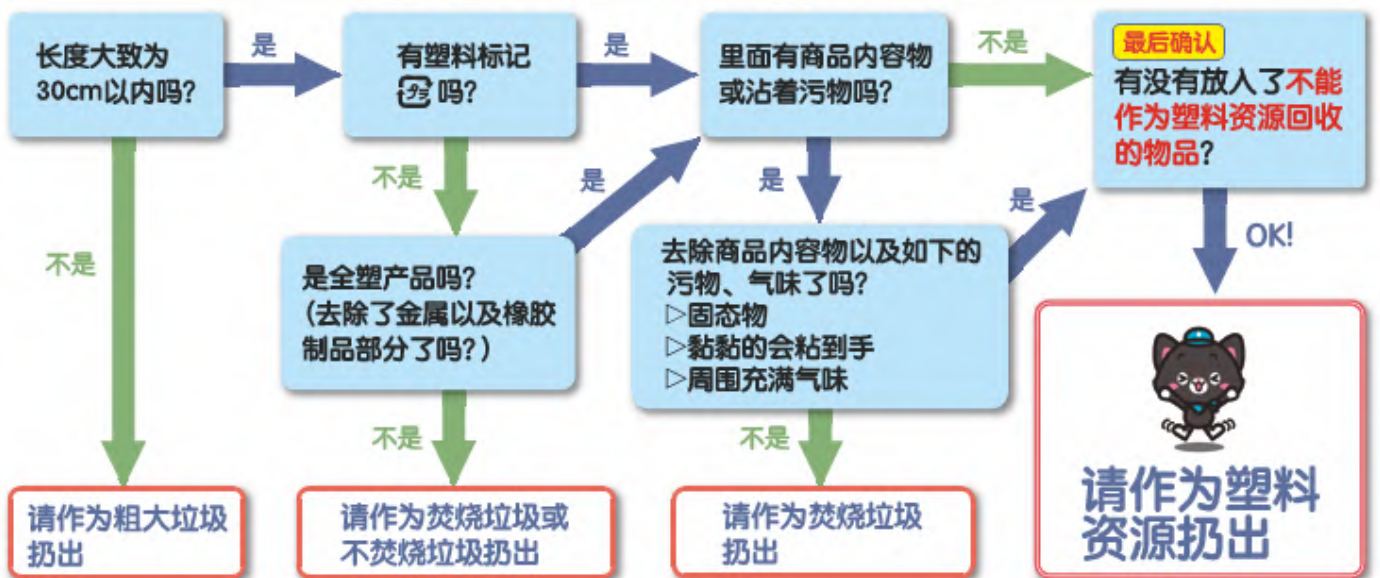 长度大致为
30cm以内吗?
是
有塑料标记
プラ 吗?
是
里面有商品内容物
或沾着污物吗?
不是
最后确认
有没有放入了不能
作为塑料资源回收
的物品?
不是
不是
是
是
是
OK!
是全塑产品吗?
(去除了金属以及橡胶
制品部分了吗?)
去除商品内容物以及如下的
污物、气味了吗?
▷固态物
▷黏黏的会粘到手
▷周围充满气味
不是
不是
请作为粗大垃圾
扔出
请作为焚烧垃圾或
不焚烧垃圾扔出
请作为焚烧垃圾
扔出
请作为塑料
资源扔出